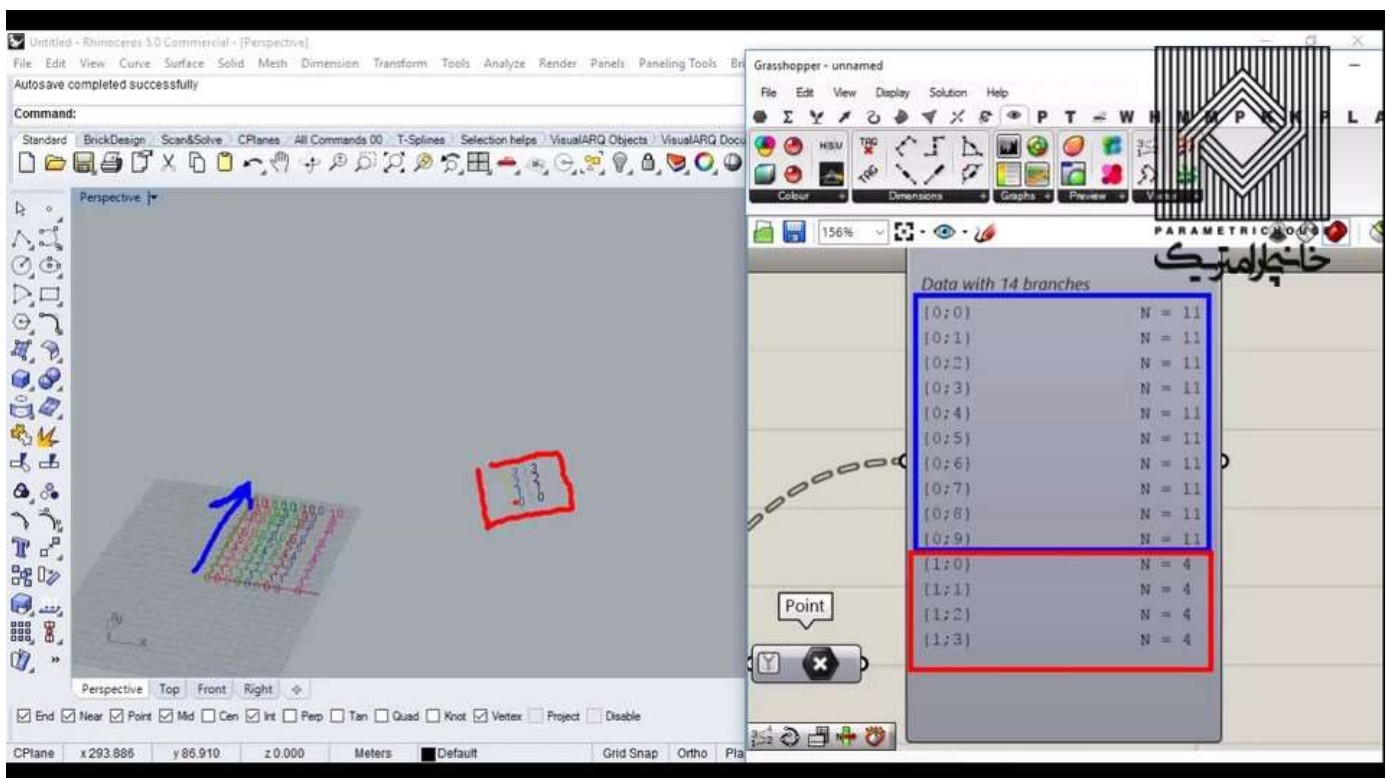 Untitled - Rhinoceros 5.0 Commercial - [Perspective]
File Edit View Curve Surface Solid Mesh Dimension Transform Tools Analyze Render Panels Paneling Tools
Autosave completed successfully
Command:
Standard BrickDesign Scan&Solve CPlanes All Commands 00 T-Splines Selection helps VisualARQ Objects VisualARQ Docu
Perspective
Perspective Top Front Right
End Near Point Mid Cen Int Perp Tan Quad Knot Vertex Project Disable
CPlane x 293.886 y 86.910 z 0.000 Meters Default Grid Snap Ortho Pla
Grasshopper - unnamed
File Edit View Display Solution Help
P T W
Colour Dimensions Graphs Preview
156%
PARAMETRIC HOUSE
خانه پارامتریک
Data with 14 branches
{0;0} N = 11
{0;1} N = 11
{0;2} N = 11
{0;3} N = 11
{0;4} N = 11
{0;5} N = 11
{0;6} N = 11
{0;7} N = 11
{0;8} N = 11
{0;9} N = 11
{1;0} N = 4
{1;1} N = 4
{1;2} N = 4
{1;3} N = 4
Point